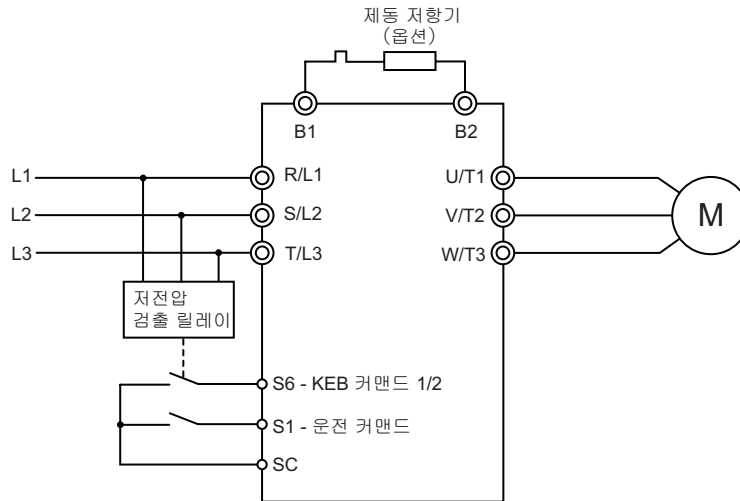 제동 저항기
(옵션)
B1
B2
L1
R/L1
U/T1
L2
S/L2
V/T2
M
L3
T/L3
W/T3
저전압
검출 릴레이
S6 - KEB 커맨드 1/2
S1 - 운전 커맨드
SC